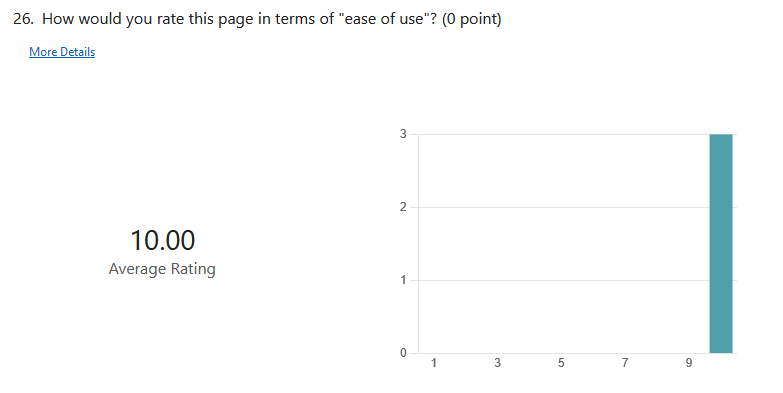 26. How would you rate this page in terms of "ease of use"? (0 point)
More Details
10.00
Average Rating
3
2
1
0
1 3 5 7 9